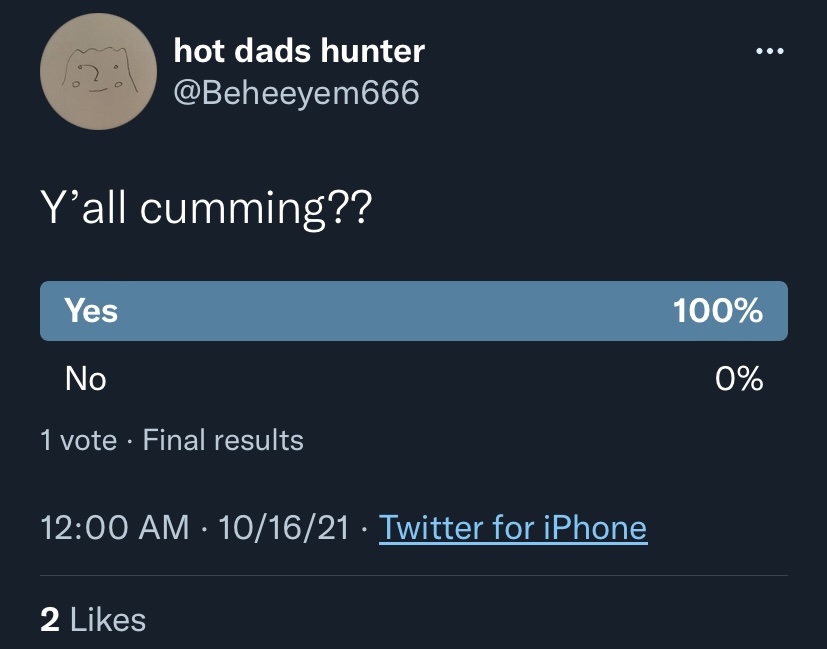 hot dads hunter
@Beheeyem666
Y’all cumming??
Yes 100%
No 0%
1 vote · Final results
12:00 AM · 10/16/21 · Twitter for iPhone
2 Likes